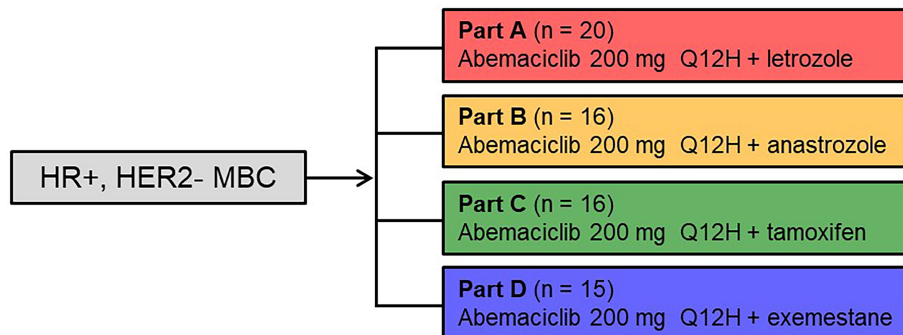 HR+, HER2- MBC
Part A (n = 20)
Abemaciclib 200 mg Q12H + letrozole
Part B (n = 16)
Abemaciclib 200 mg Q12H + anastrozole
Part C (n = 16)
Abemaciclib 200 mg Q12H + tamoxifen
Part D (n = 15)
Abemaciclib 200 mg Q12H + exemestane